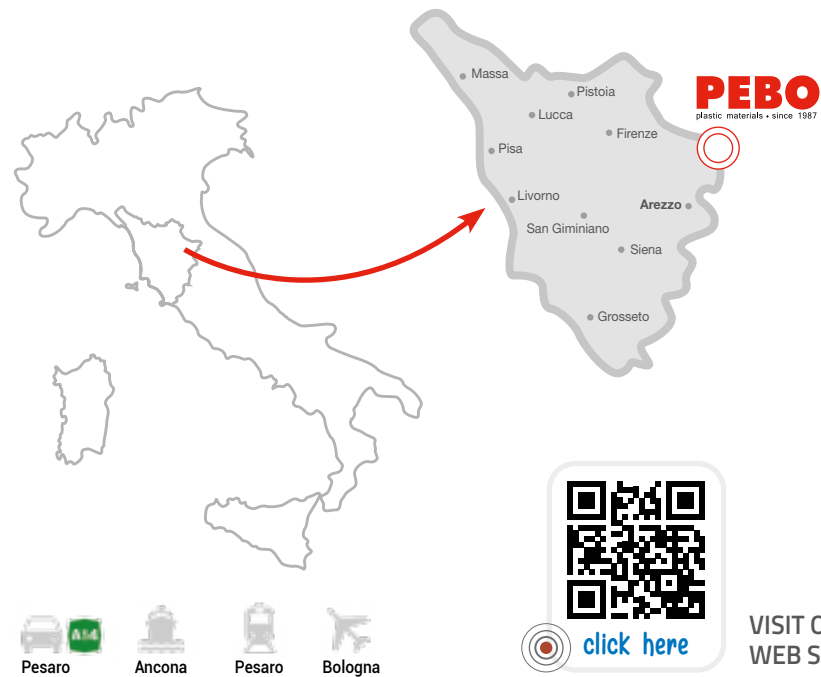 PEBO
plastic materials • since 1987
Massa
Pistoia
Lucca
Firenze
Pisa
Livorno
Arezzo
San Giminiano
Siena
Grosseto
A14
click here
VISIT O
WEB S
Pesaro
Ancona
Pesaro
Bologna